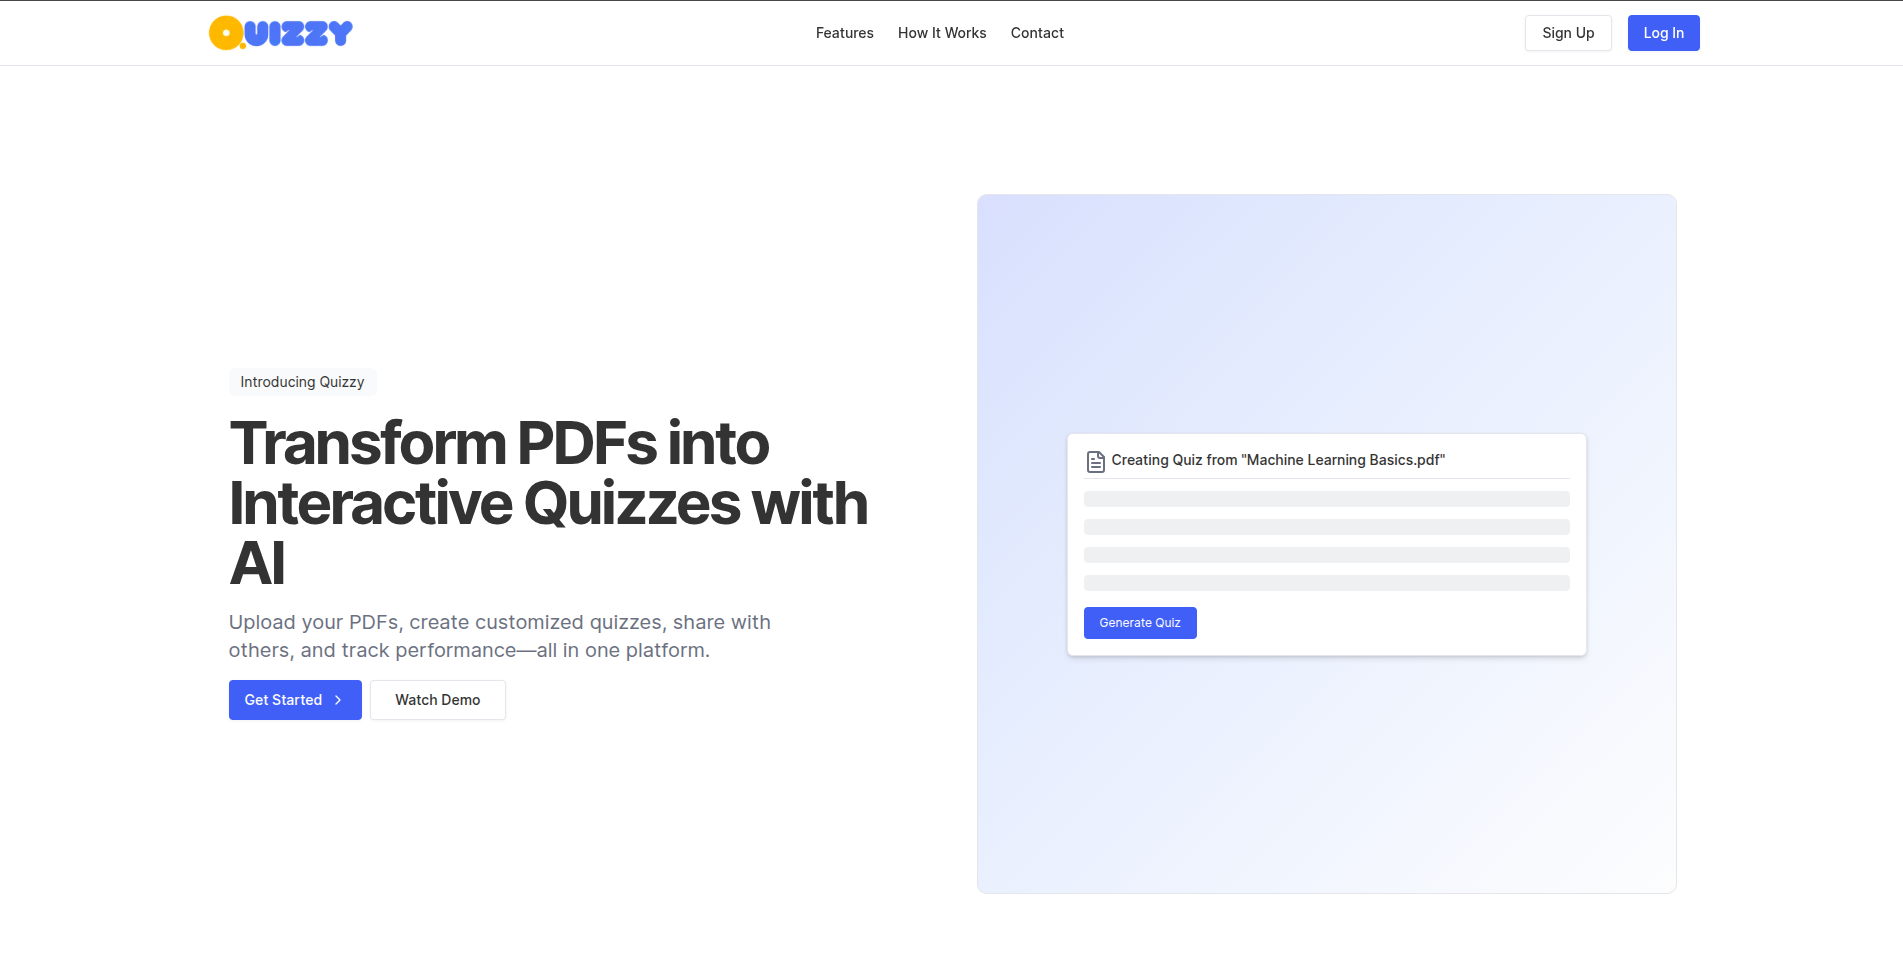 QUIZZY
Features
How It Works
Contact
Sign Up
Log In
Introducing Quizzy
Transform PDFs into
Interactive Quizzes with
AI
Upload your PDFs, create customized quizzes, share with
others, and track performance—all in one platform.
Get Started
Watch Demo
Creating Quiz from "Machine Learning Basics.pdf"
Generate Quiz